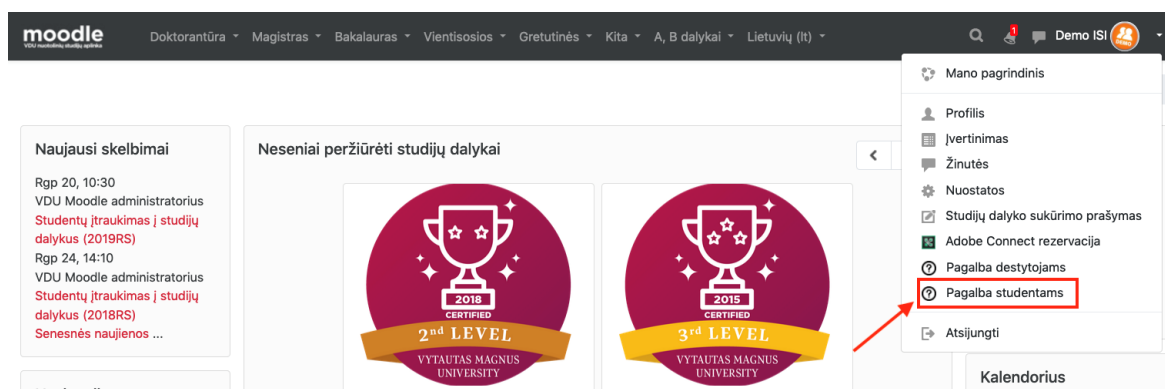 moodle
VDU nuotolinių studijų aplinka
Doktorantūra Magistras Bakalauras Vientisosios Gretutinės Kita A, B dalykai Lietuvių (lt)
1
Demo ISI
DEMO
Mano pagrindinis
Profilis
Įvertinimas
Žinutės
Nuostatos
Studijų dalyko sukūrimo prašymas
Adobe Connect rezervacija
Pagalba destytojams
Pagalba studentams
Atsijungti
Naujausi skelbimai
Rgp 20, 10:30
VDU Moodle administratorius
Studentų įtraukimas į studijų
dalykus (2019RS)
Rgp 24, 14:10
VDU Moodle administratorius
Studentų įtraukimas į studijų
dalykus (2018RS)
Senesnės naujienos ...
Neseniai peržiūrėti studijų dalykai
2018
CERTIFIED
2nd LEVEL
VYTAUTAS MAGNUS
UNIVERSITY
2015
CERTIFIED
3rd LEVEL
VYTAUTAS MAGNUS
UNIVERSITY
Kalendorius